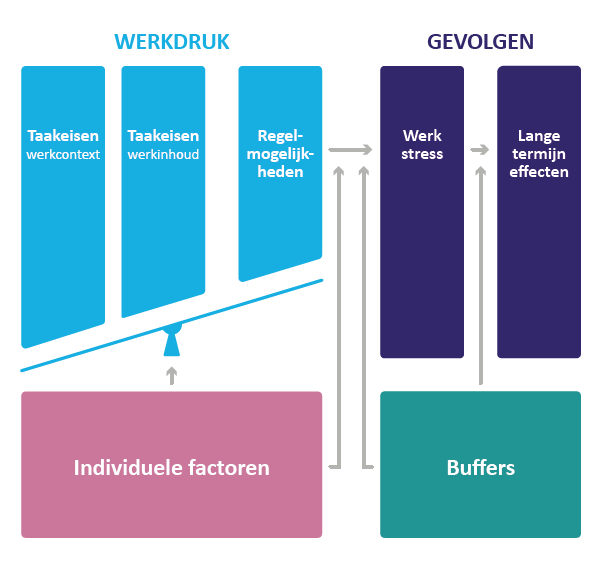 WERKDRUK
GEVOLGEN
Taakeisen
werkcontext
Taakeisen
werkinhoud
Regel-
mogelijk-
heden
Werk
stress
Lange
termijn
effecten
Individuele factoren
Buffers